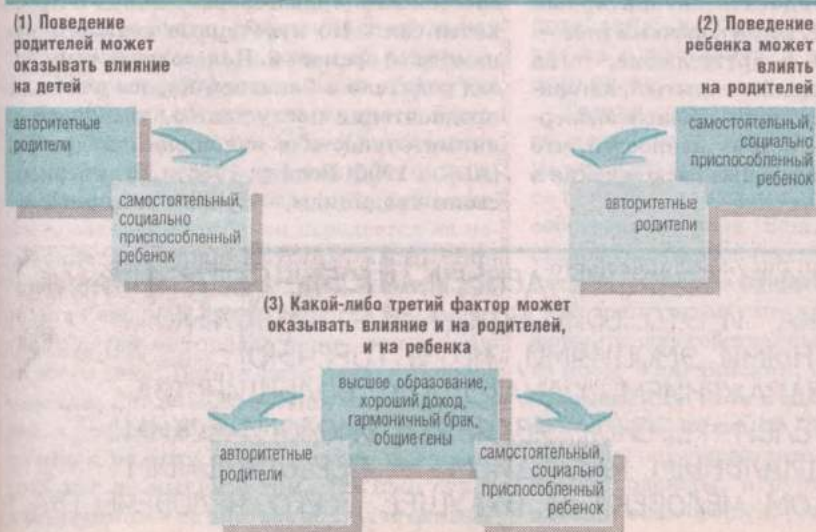 (1) Поведение
родителей может
оказывать влияние
на детей
авторитетные
родители
самостоятельный,
социально
приспособленный
ребенок
(2) Поведение
ребенка может
влиять
на родителей
самостоятельный,
социально
приспособленный
ребенок
авторитетные
родители
(3) Какой-либо третий фактор может
оказывать влияние и на родителей,
и на ребенка
высшее образование,
хороший доход,
гармоничный брак,
общие гены
авторитетные
родители
самостоятельный,
социально
приспособленный
ребенок